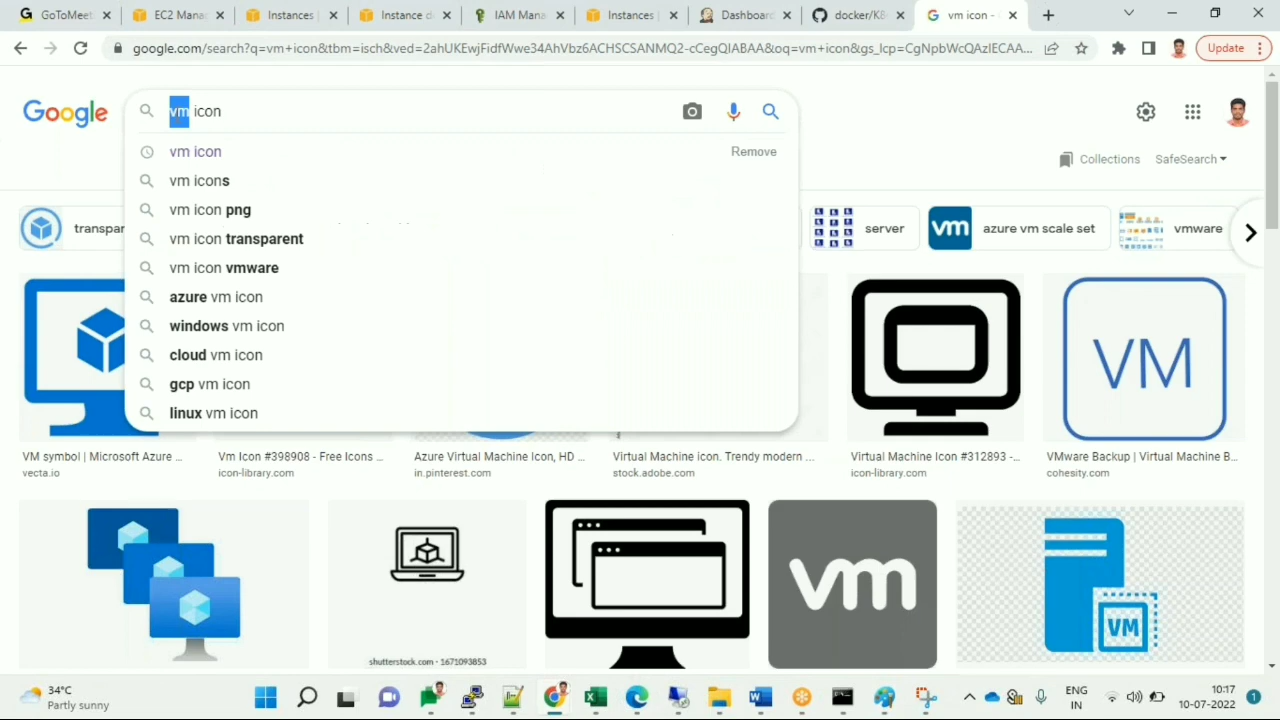 GoToMeet
EC2 Mana
Instances |
Instance d
IAM Mana
Instances |
Dashboard
docker/K8
vm icon -
google.com/search?q=vm+icon&tbm=isch&ved=2ahUKEwjFidfWwe34AhVbz6ACHSCSANMQ2-cCegQIABAA&oq=vm+icon&gs_lcp=CgNpbWcQAzIECAA...
Update
Google
vm icon
vm icon
Remove
vm icons
vm icon png
vm icon transparent
vm icon vmware
azure vm icon
windows vm icon
cloud vm icon
gcp vm icon
linux vm icon
Collections
SafeSearch
transpar
server
vm
azure vm scale set
vmware
VM
VM symbol | Microsoft Azure ...
vecta.io
Vm Icon #398908 - Free Icons ...
icon-library.com
Azure Virtual Machine Icon, HD ...
in.pinterest.com
Virtual Machine icon. Trendy modern ...
stock.adobe.com
Virtual Machine Icon #312893 -...
icon-library.com
VMware Backup | Virtual Machine B...
cohesity.com
shutterstock.com · 1671093853
vm
VM
34°C
Partly sunny
ENG
IN
10:17
10-07-2022
1